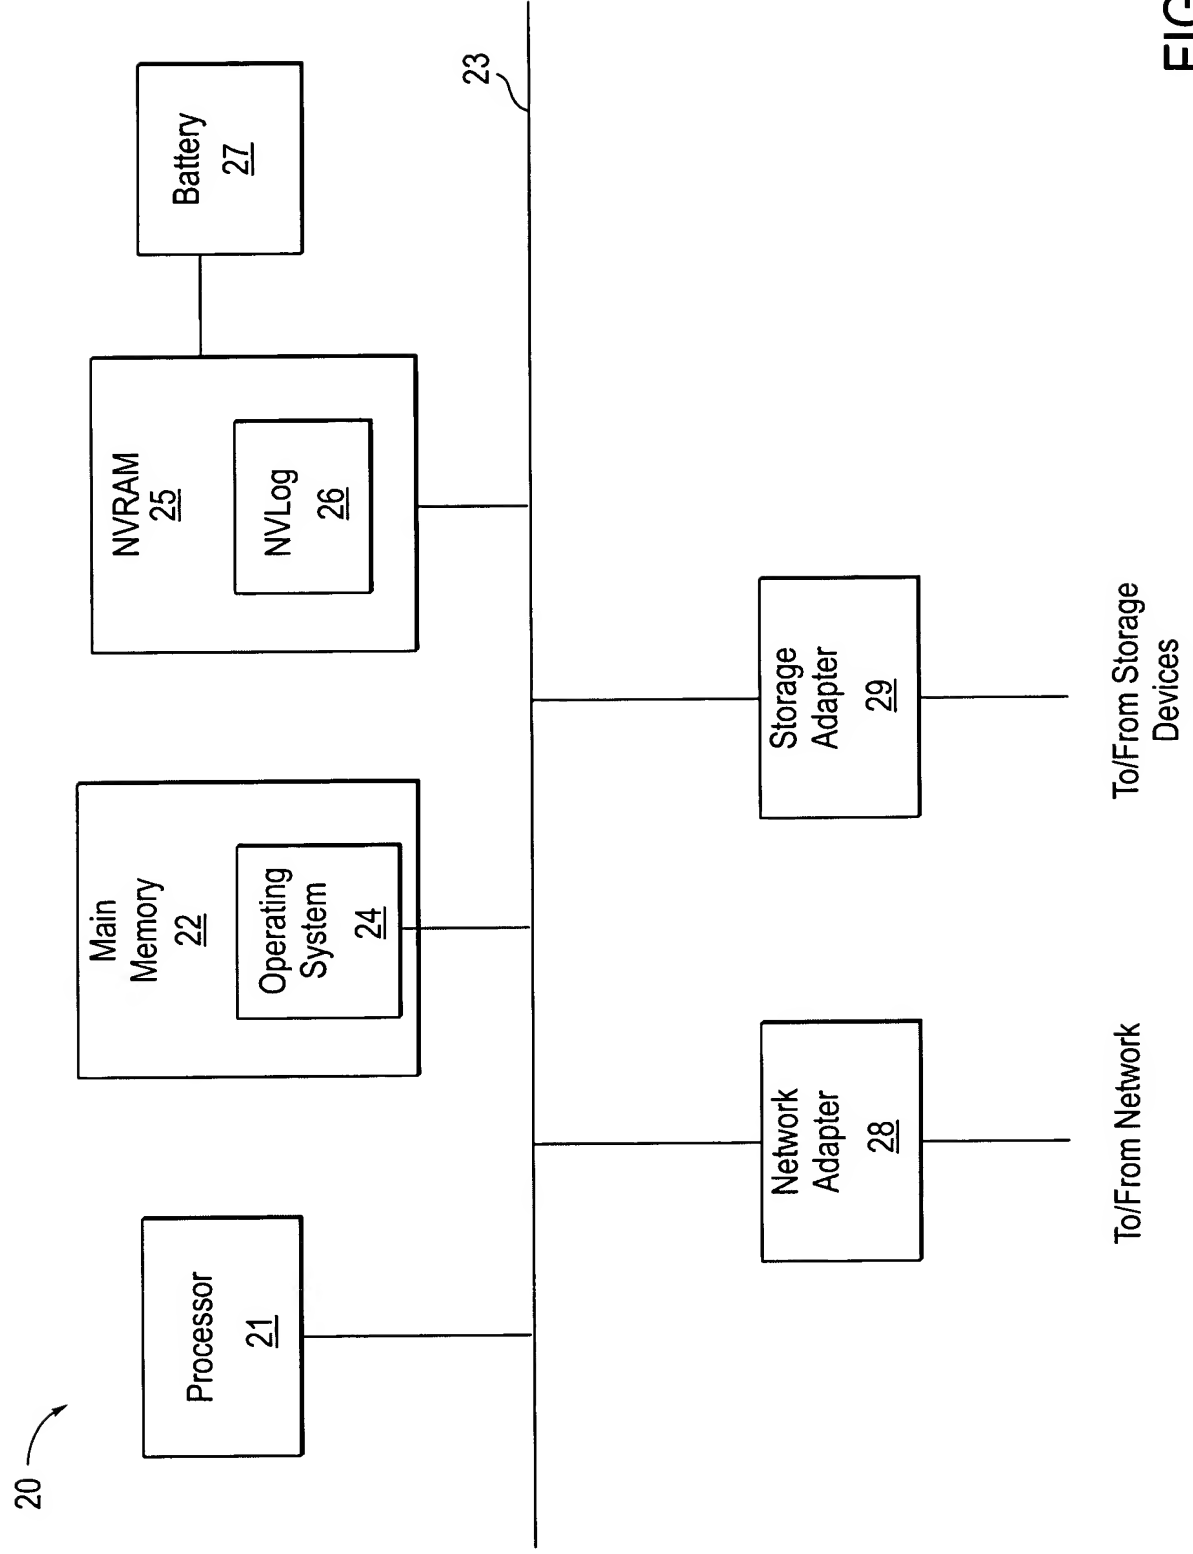 20
Processor
21
Main
Memory
22
Operating
System
24
NVRAM
25
NVLog
26
Battery
27
23
Network
Adapter
28
Storage
Adapter
29
To/From Network
To/From Storage
Devices
FIG